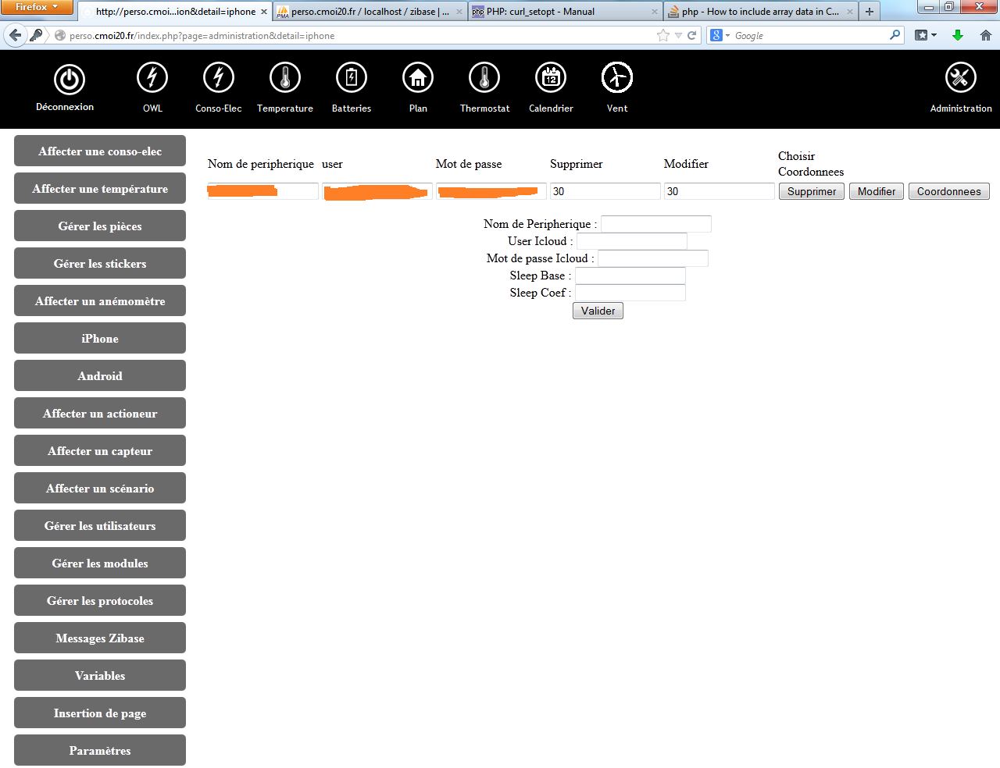 Firefox
http://perso.cmoi...ion&detail=iphone
perso.cmoi20.fr / localhost / zibase | ...
PHP: curl_setopt - Manual
php - How to include array data in C...
perso.cmoi20.fr/index.php?page=administration&detail=iphone
Google
Déconnexion
OWL
Conso-Elec
Temperature
Batteries
Plan
Thermostat
12
Calendrier
Vent
Administration
Affecter une conso-elec
Affecter une température
Gérer les pièces
Gérer les stickers
Affecter un anémomètre
iPhone
Android
Affecter un actioneur
Affecter un capteur
Affecter un scénario
Gérer les utilisateurs
Gérer les modules
Gérer les protocoles
Messages Zibase
Variables
Insertion de page
Paramètres
Nom de peripherique user Mot de passe Supprimer Modifier Choisir
Coordonnees
30 30 Supprimer Modifier Coordonnees
Nom de Peripherique :
User Icloud :
Mot de passe Icloud :
Sleep Base :
Sleep Coef :
Valider